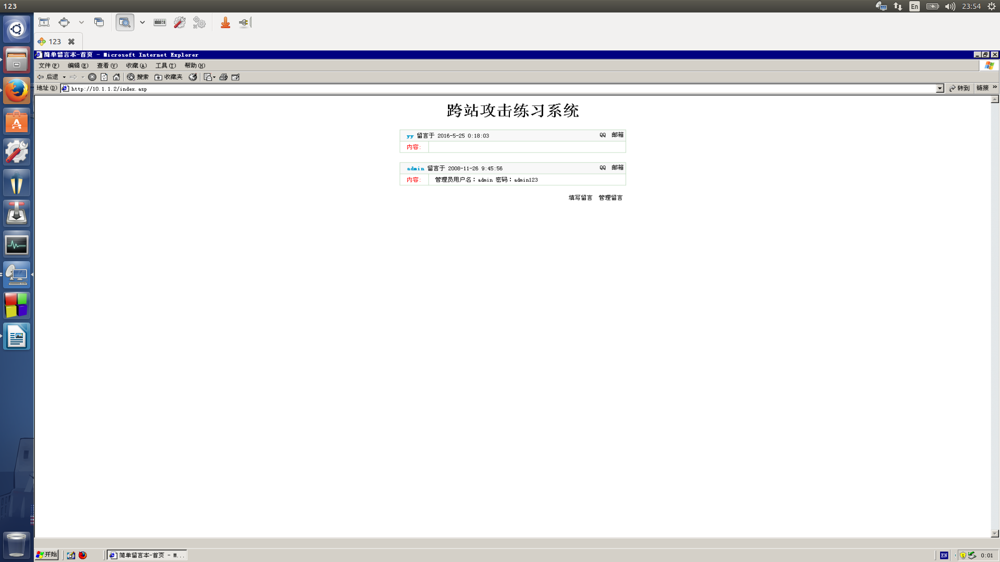 123
En
23:54
123
简单留言本-首页 - Microsoft Internet Explorer
文件(F) 编辑(E) 查看(V) 收藏(A) 工具(T) 帮助(H)
后退 搜索 收藏夹
地址(D) http://10.1.1.2/index.asp 转到 链接 »
跨站攻击练习系统
yy 留言于 2016-5-25 0:18:03 QQ 邮箱
内容:
admin 留言于 2008-11-26 9:45:56 QQ 邮箱
内容: 管理员用户名：admin 密码：admin123
填写留言 管理留言
开始 简单留言本-首页 - M... EN 0:01